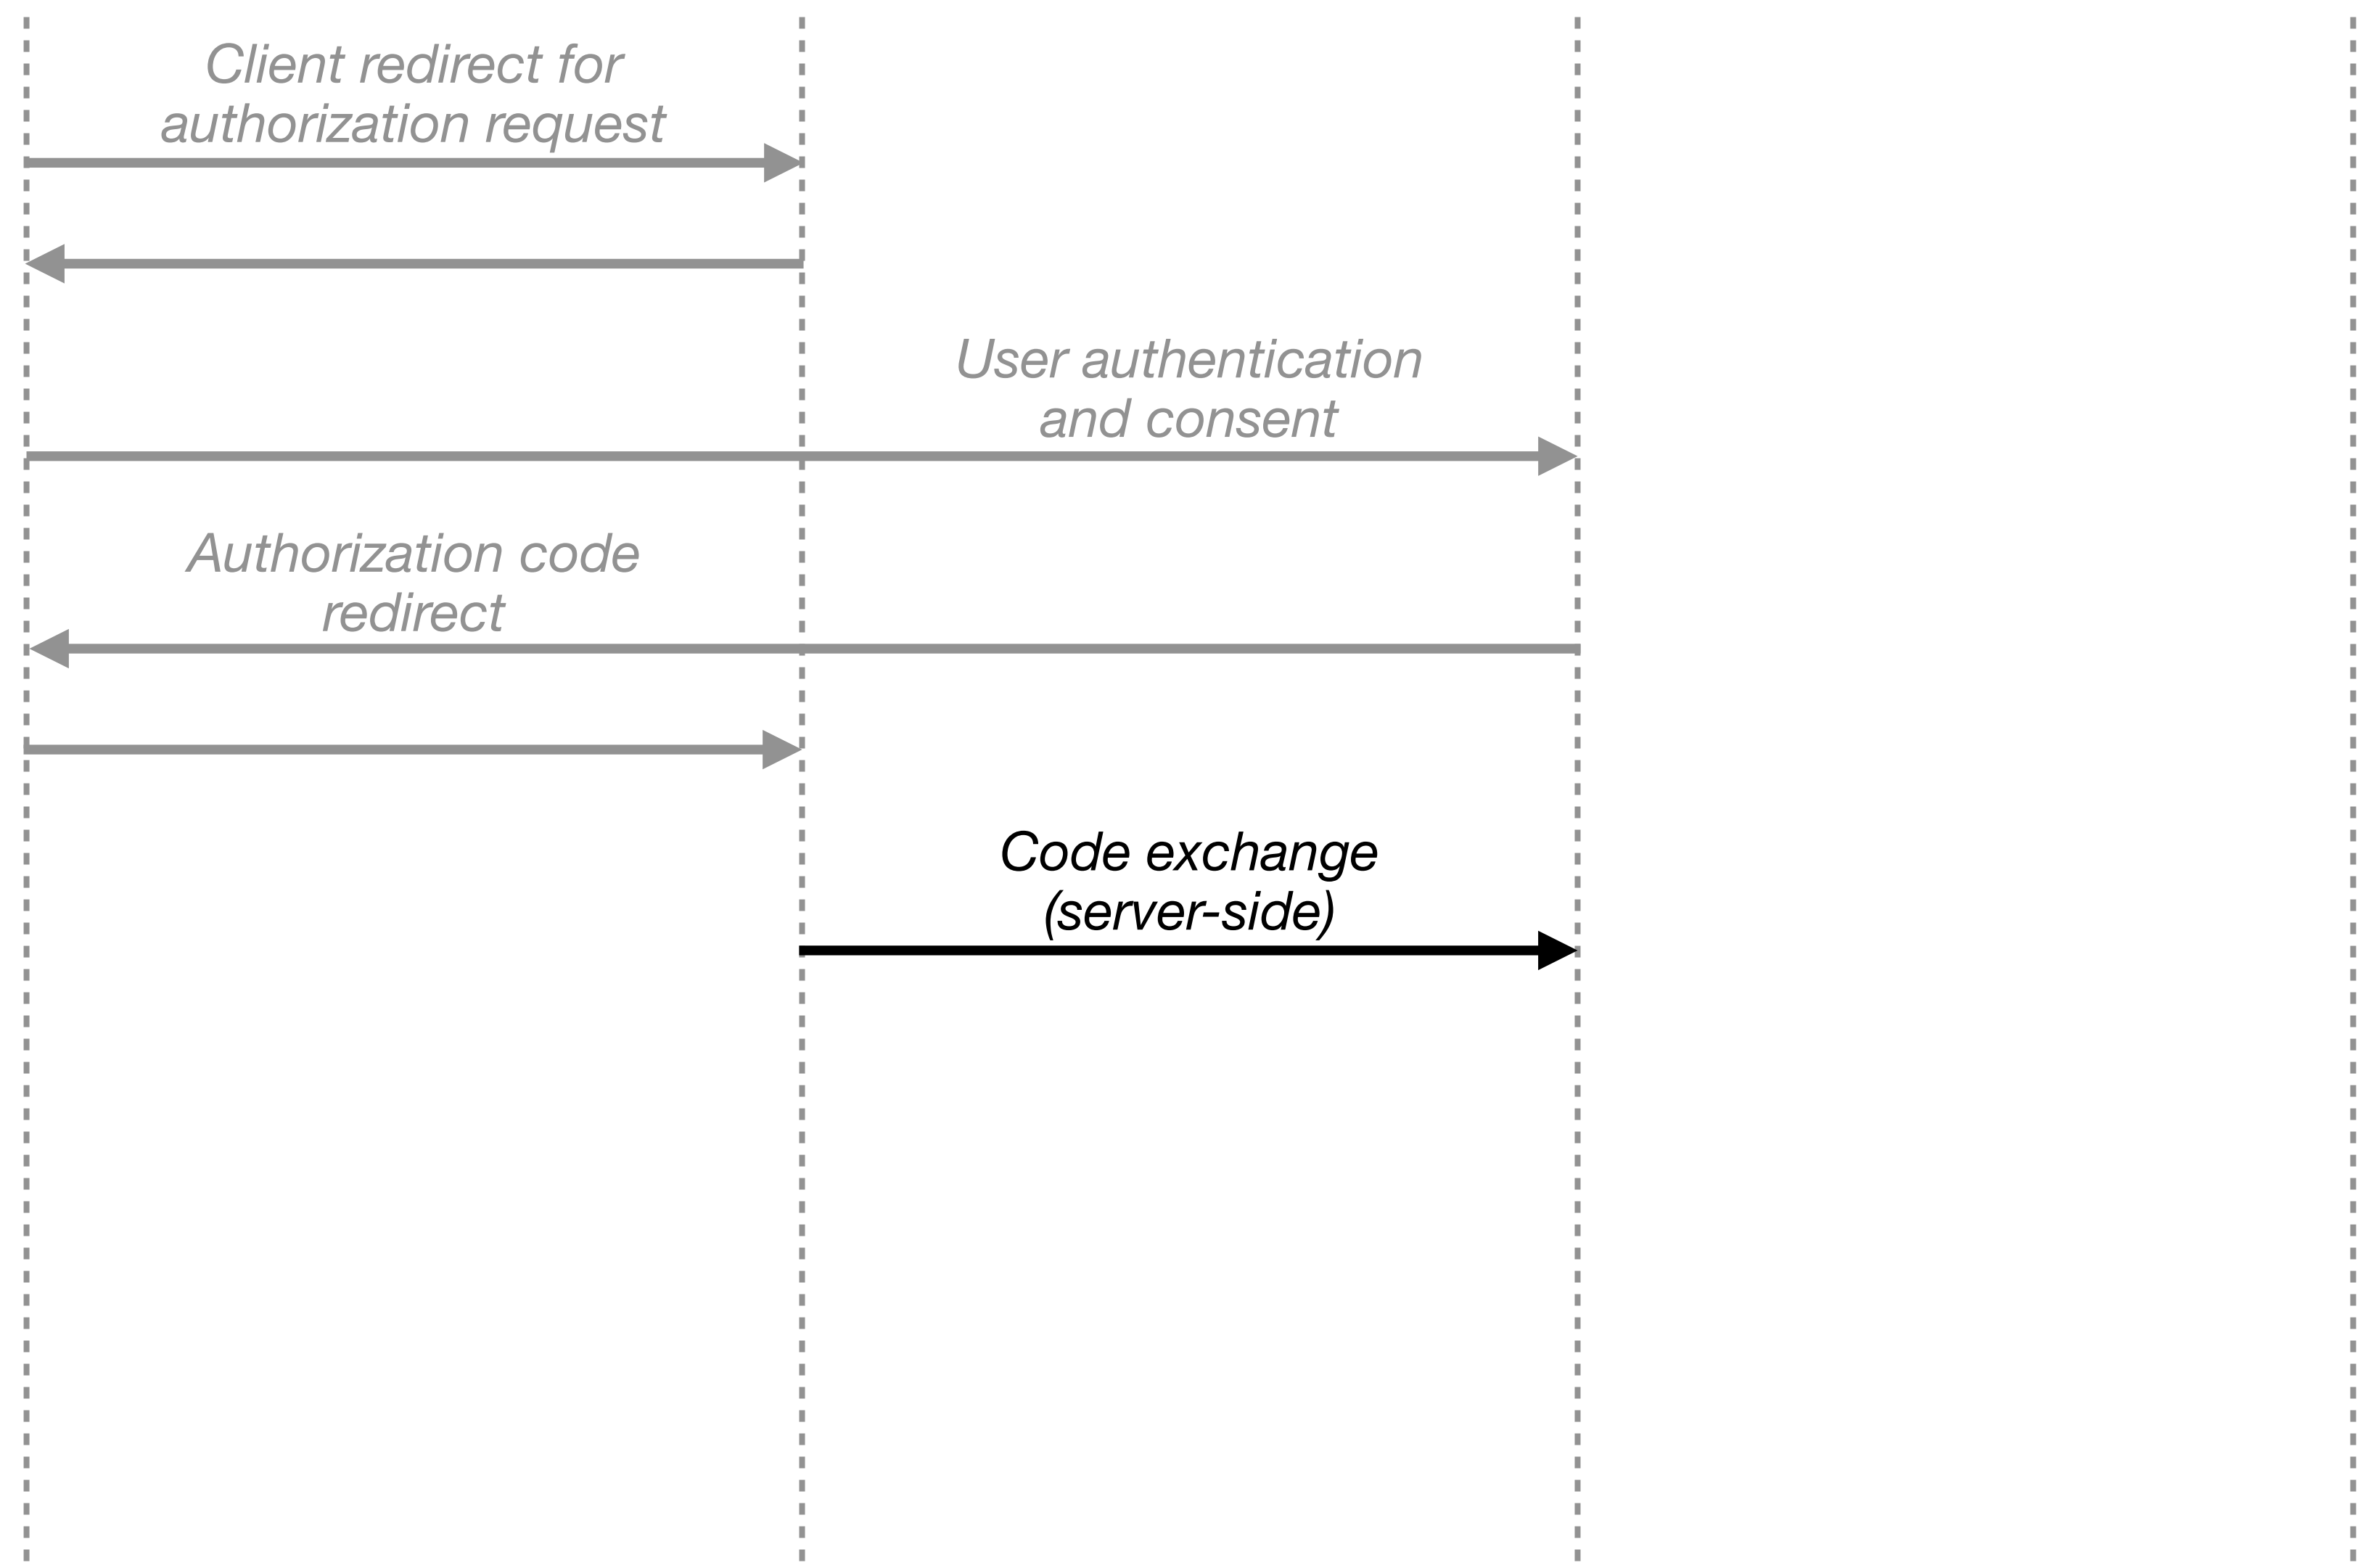 Client redirect for
authorization request
User authentication
and consent
Authorization code
redirect
Code exchange
(server-side)